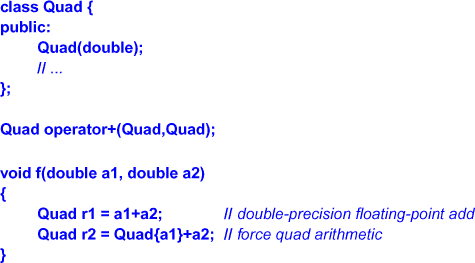 class Quad {
public:
Quad(double);
// ...
};
Quad operator+(Quad,Quad);
void f(double a1, double a2)
{
Quad r1 = a1+a2; // double-precision floating-point add
Quad r2 = Quad{a1}+a2; // force quad arithmetic
}